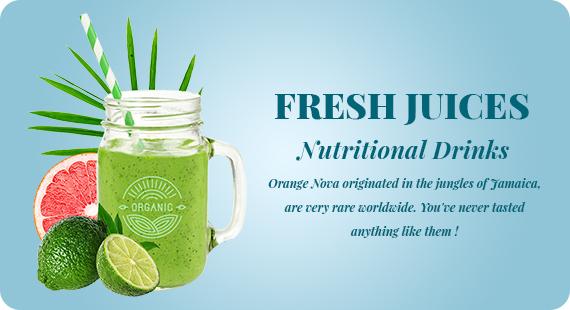 FRESH JUICES
Nutritional Drinks
Orange Nova originated in the jungles of Jamaica,
are very rare worldwide. You've never tasted
anything like them !
ORGANIC